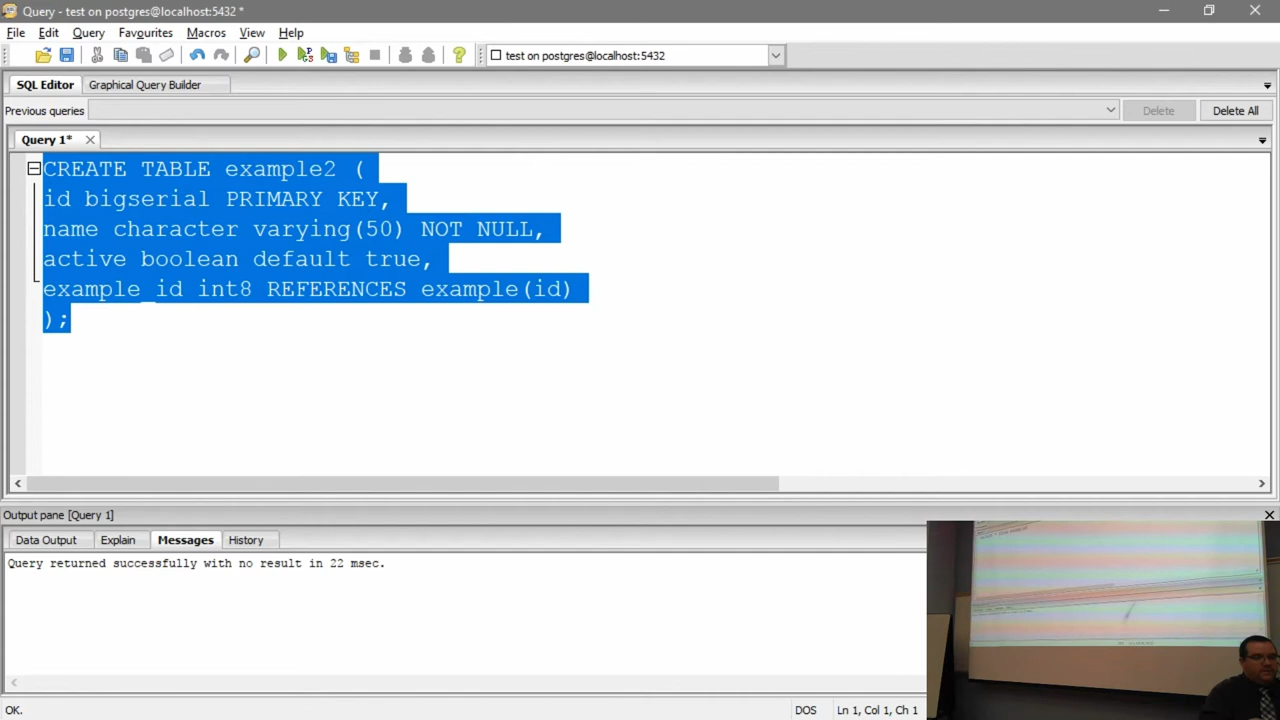 Query - test on postgres@localhost:5432 *
File Edit Query Favourites Macros View Help
test on postgres@localhost:5432
SQL Editor Graphical Query Builder
Previous queries Delete Delete All
Query 1*
CREATE TABLE example2 (
id bigserial PRIMARY KEY,
name character varying(50) NOT NULL,
active boolean default true,
example_id int8 REFERENCES example(id)
);
Output pane [Query 1]
Data Output Explain Messages History
Query returned successfully with no result in 22 msec.
OK. DOS Ln 1, Col 1, Ch 1